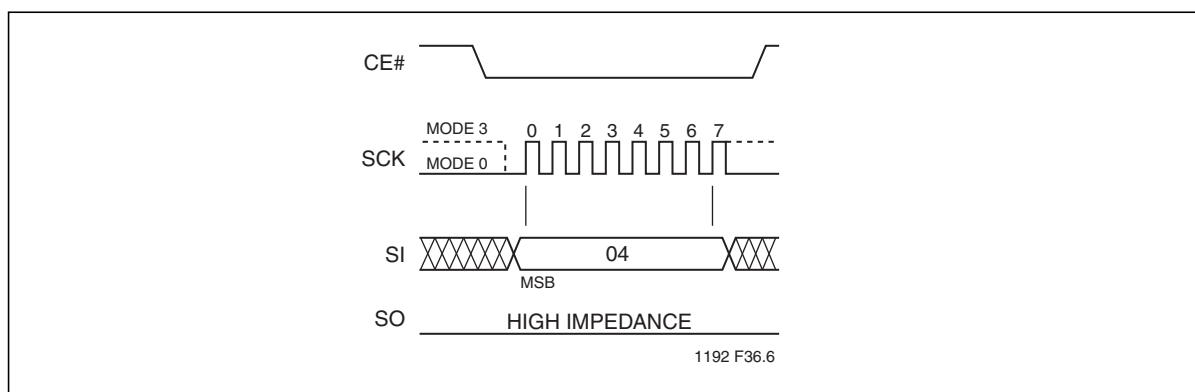 CE#
MODE 3
0 1 2 3 4 5 6 7
SCK
MODE 0
SI
04
MSB
SO
HIGH IMPEDANCE
1192 F36.6